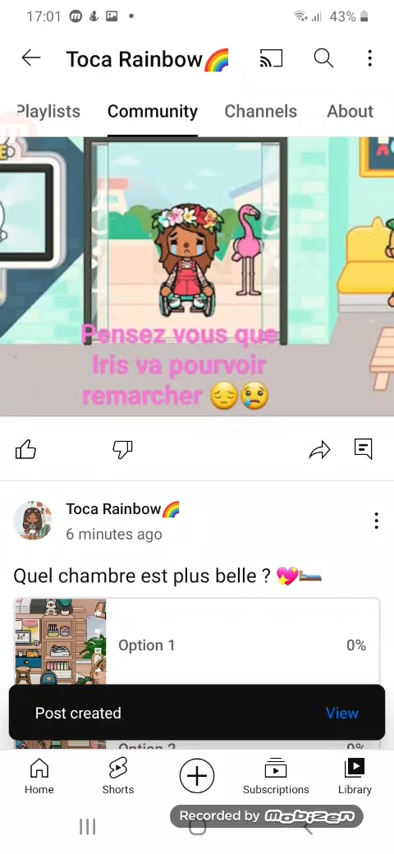 17:01
43%
Toca Rainbow🌈
Playlists
Community
Channels
About
Pensez vous que
Iris va pourvoir
remarcher 😔😢
Toca Rainbow🌈
6 minutes ago
Quel chambre est plus belle ? 💖🛏️
Option 1
0%
Post created
View
Option 2
0%
Home
Shorts
Subscriptions
Library
Recorded by MOBIZEN